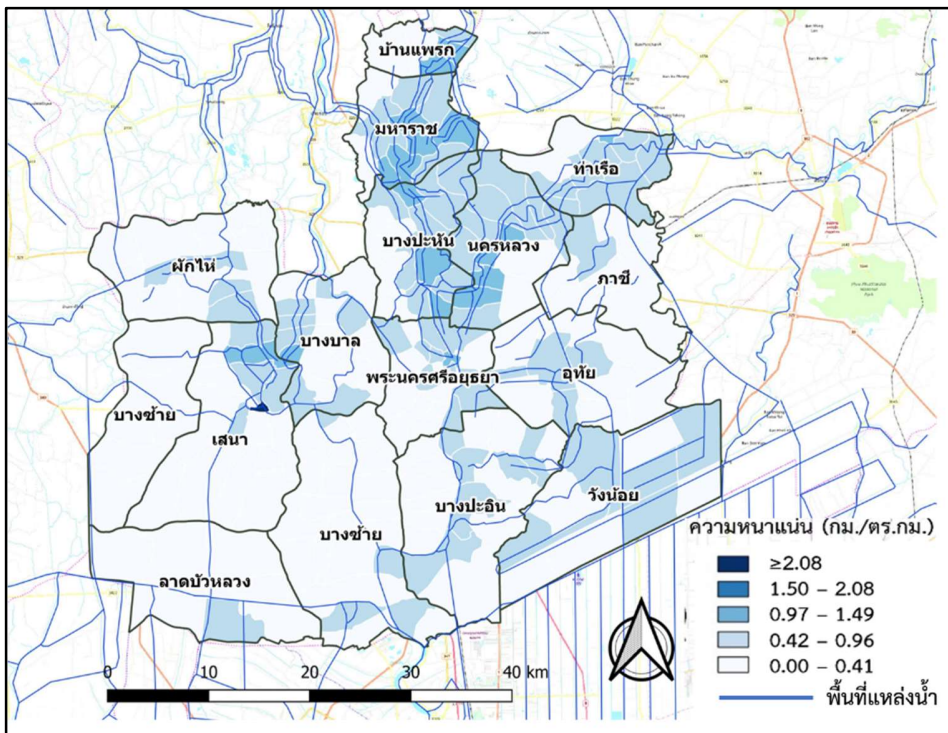 บ้านแพรก
มหาราช
ท่าเรือ
บางปะหัน
นครหลวง
ผักไห่
ภาชี
บางบาล
พระนครศรีอยุธยา
อุทัย
บางซ้าย
เสนา
บางปะอิน
วังน้อย
บางซ้าย
ลาดบัวหลวง
ความหนาแน่น (กม./ตร.กม.)
≥2.08
1.50 – 2.08
0.97 – 1.49
0.42 – 0.96
0.00 – 0.41
พื้นที่แหล่งน้ำ
0 10 20 30 40 km